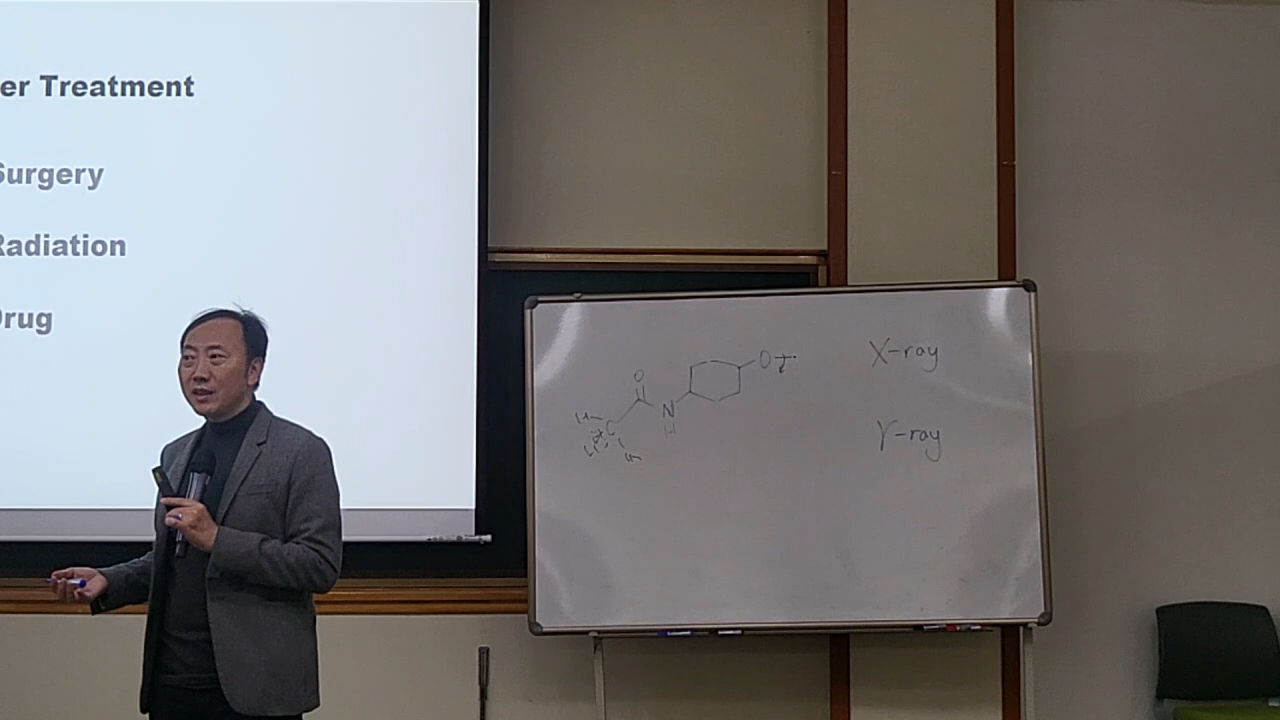 er Treatment
Surgery
Radiation
Drug
X-ray
γ-ray
O
N
H
C
O
H